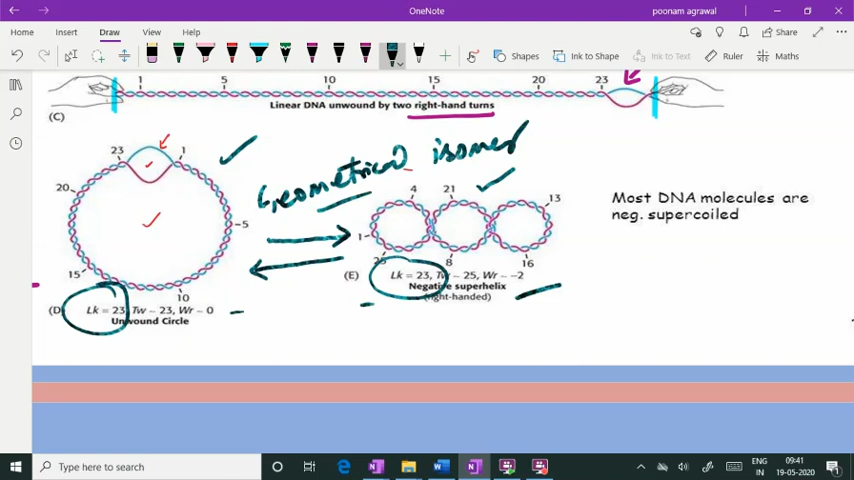 OneNote
poonam agrawal
Home
Insert
Draw
View
Help
Share
Shapes
Ink to Shape
Ink to Text
Ruler
Maths
1
5
10
15
20
23
Linear DNA unwound by two right-hand turns
(C)
23
1
20
5
15
10
(D)
Lk = 23, Tw ~ 23, Wr ~ 0
Unwound Circle
Geometrical isomer
4
21
13
1
23
8
16
(E)
Lk = 23, Tw ~ 25, Wr ~ -2
Negative superhelix
(right-handed)
Most DNA molecules are
neg. supercoiled
Type here to search
ENG
IN
09:41
19-05-2020